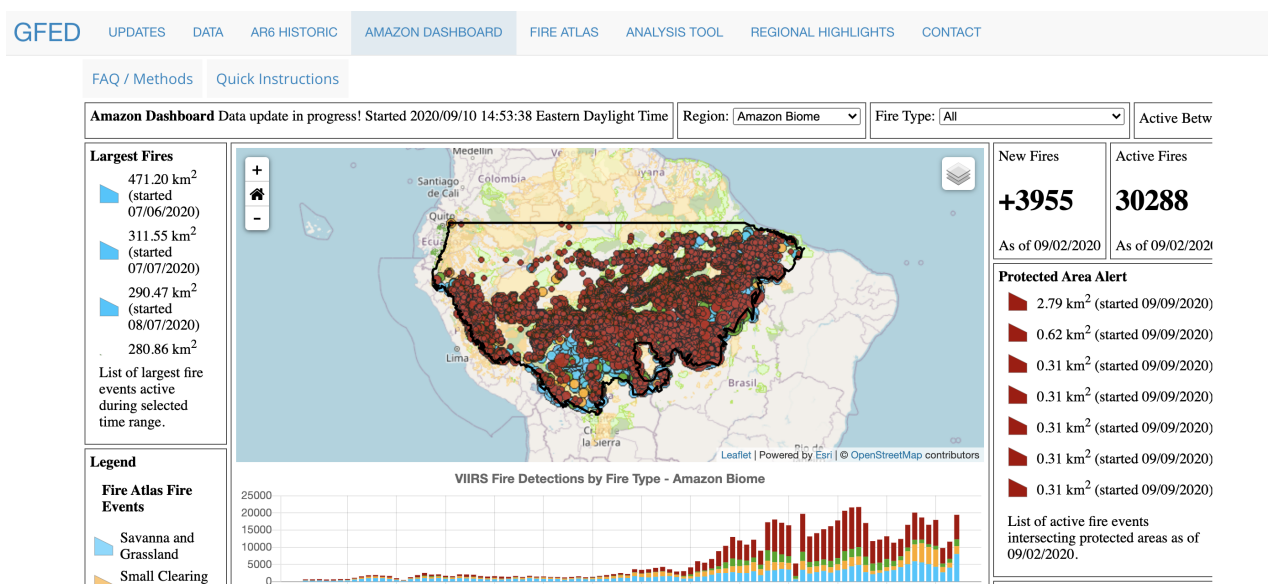 GFED UPDATES DATA AR6 HISTORIC AMAZON DASHBOARD FIRE ATLAS ANALYSIS TOOL REGIONAL HIGHLIGHTS CONTACT
FAQ / Methods Quick Instructions
Amazon Dashboard Data update in progress! Started 2020/09/10 14:53:38 Eastern Daylight Time
Region: Amazon Biome
Fire Type: All
Active Betw
Largest Fires
471.20 km2
(started
07/06/2020)
311.55 km2
(started
07/07/2020)
290.47 km2
(started
08/07/2020)
280.86 km2
List of largest fire
events active
during selected
time range.
Legend
Fire Atlas Fire
Events
Savanna and
Grassland
Small Clearing
+
-
Medellín
Santiago
de Cali
Colombia
Quito
Ecua
Lima
Brasil
la Sierra
Leaflet | Powered by Esri | © OpenStreetMap contributors
VIIRS Fire Detections by Fire Type - Amazon Biome
25000
20000
15000
10000
5000
0
New Fires
+3955
As of 09/02/2020
Active Fires
30288
As of 09/02/202
Protected Area Alert
2.79 km2 (started 09/09/2020)
0.62 km2 (started 09/09/2020)
0.31 km2 (started 09/09/2020)
0.31 km2 (started 09/09/2020)
0.31 km2 (started 09/09/2020)
0.31 km2 (started 09/09/2020)
0.31 km2 (started 09/09/2020)
List of active fire events
intersecting protected areas as of
09/02/2020.